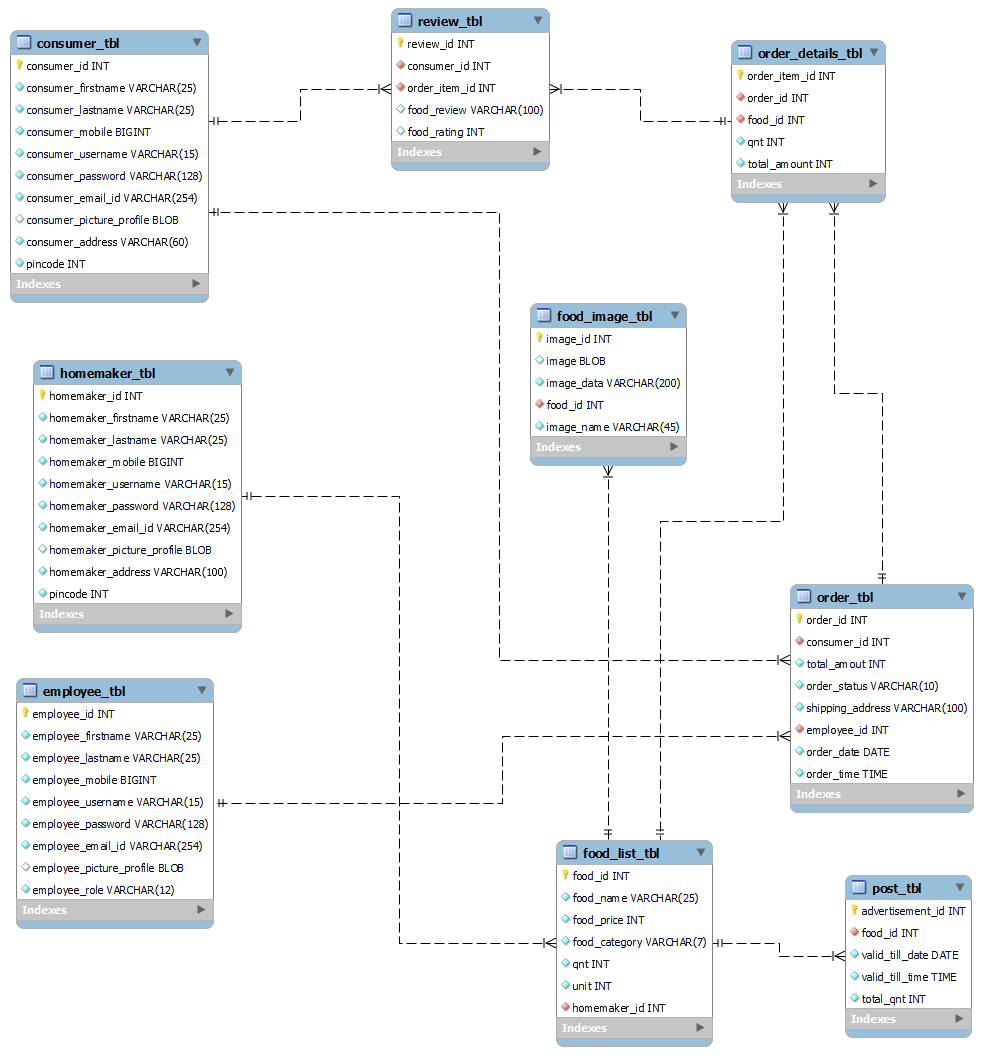 consumer_tbl
consumer_id INT
consumer_firstname VARCHAR(25)
consumer_lastname VARCHAR(25)
consumer_mobile BIGINT
consumer_username VARCHAR(15)
consumer_password VARCHAR(128)
consumer_email_id VARCHAR(254)
consumer_picture_profile BLOB
consumer_address VARCHAR(60)
pincode INT
Indexes
review_tbl
review_id INT
consumer_id INT
order_item_id INT
food_review VARCHAR(100)
food_rating INT
Indexes
order_details_tbl
order_item_id INT
order_id INT
food_id INT
qnt INT
total_amount INT
Indexes
food_image_tbl
image_id INT
image BLOB
image_data VARCHAR(200)
food_id INT
image_name VARCHAR(45)
Indexes
homemaker_tbl
homemaker_id INT
homemaker_firstname VARCHAR(25)
homemaker_lastname VARCHAR(25)
homemaker_mobile BIGINT
homemaker_username VARCHAR(15)
homemaker_password VARCHAR(128)
homemaker_email_id VARCHAR(254)
homemaker_picture_profile BLOB
homemaker_address VARCHAR(100)
pincode INT
Indexes
order_tbl
order_id INT
consumer_id INT
total_amout INT
order_status VARCHAR(10)
shipping_address VARCHAR(100)
employee_id INT
order_date DATE
order_time TIME
Indexes
employee_tbl
employee_id INT
employee_firstname VARCHAR(25)
employee_lastname VARCHAR(25)
employee_mobile BIGINT
employee_username VARCHAR(15)
employee_password VARCHAR(128)
employee_email_id VARCHAR(254)
employee_picture_profile BLOB
employee_role VARCHAR(12)
Indexes
food_list_tbl
food_id INT
food_name VARCHAR(25)
food_price INT
food_category VARCHAR(7)
qnt INT
unit INT
homemaker_id INT
Indexes
post_tbl
advertisement_id INT
food_id INT
valid_till_date DATE
valid_till_time TIME
total_qnt INT
Indexes